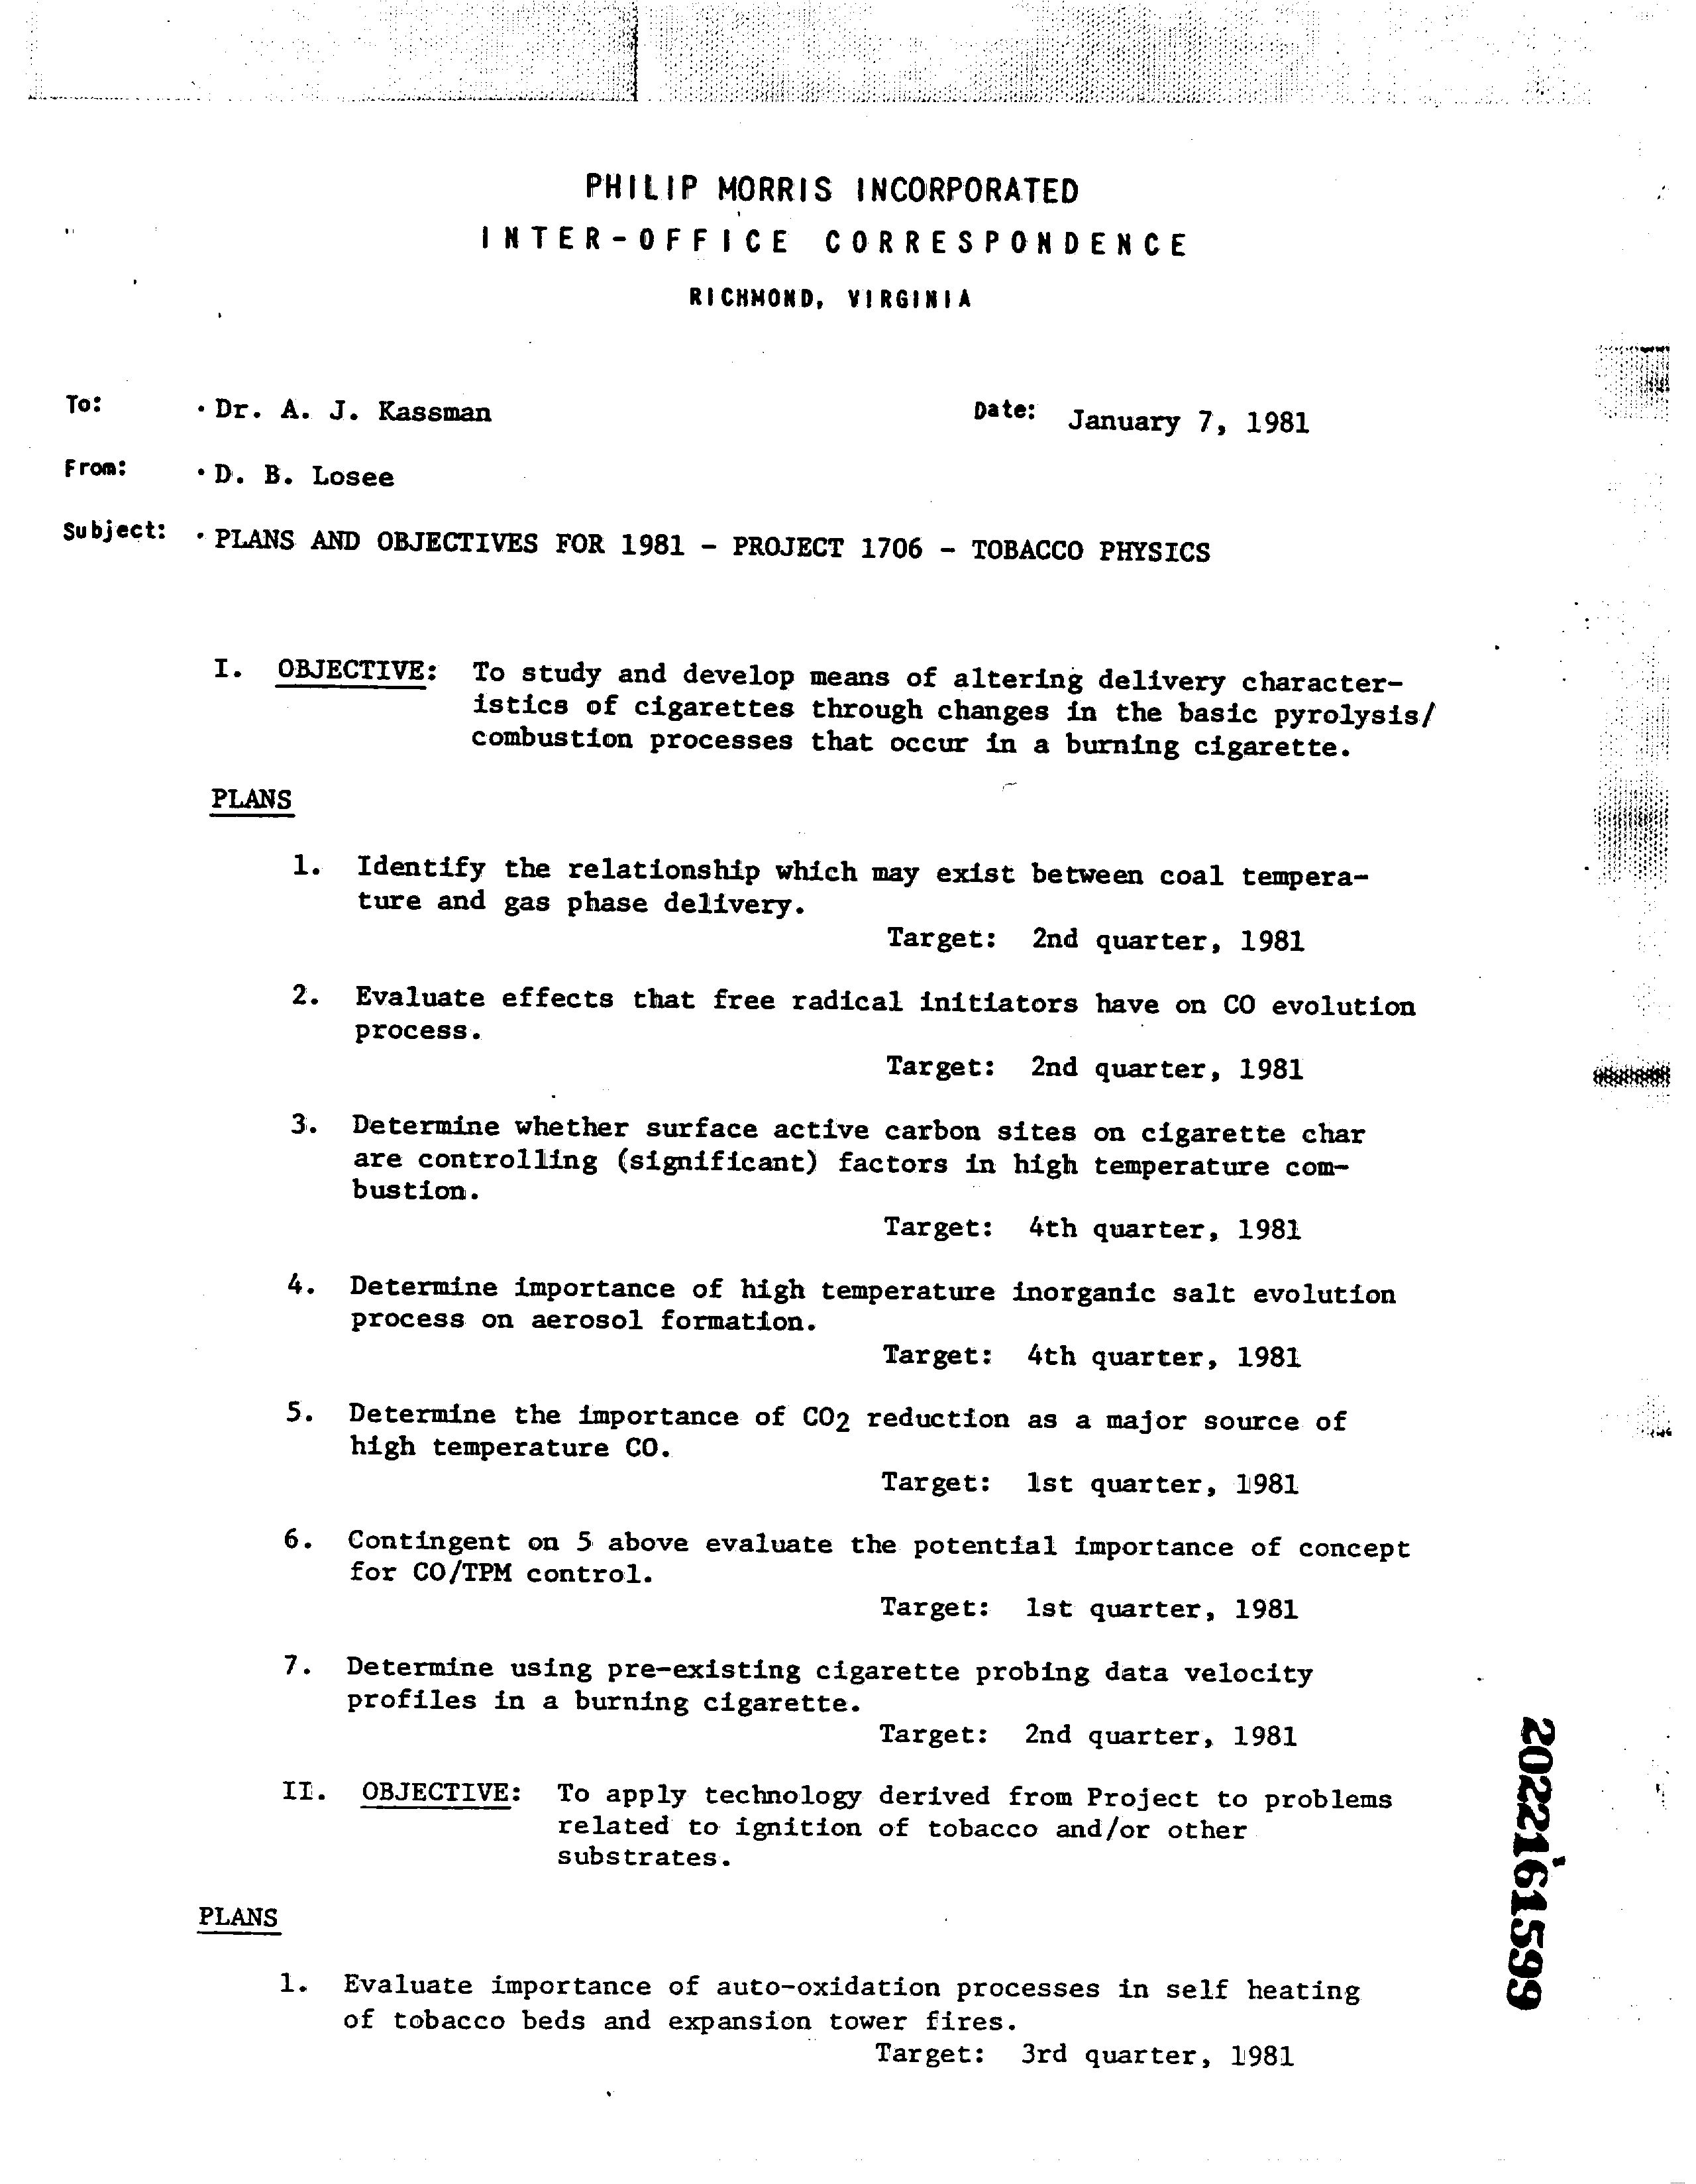 PHILIP MORRIS INCORPORATED
INTER-OFFICE CORRESPONDENCE
RICHMOND, VIRGINIA
To: Dr. A. J. Kassman Date: January 7, 1981
From: D. B. Losee
Subject: PLANS AND OBJECTIVES FOR 1981 - PROJECT 1706 - TOBACCO PHYSICS
I. OBJECTIVE: To study and develop means of altering delivery character-
istics of cigarettes through changes in the basic pyrolysis/
combustion processes that occur in a burning cigarette.
PLANS
1. Identify the relationship which may exist between coal tempera-
ture and gas phase delivery.
Target: 2nd quarter, 1981
2. Evaluate effects that free radical initiators have on CO evolution
process.
Target: 2nd quarter, 1981
3. Determine whether surface active carbon sites on cigarette char
are controlling (significant) factors in high temperature com-
bustion.
Target: 4th quarter, 1981
4. Determine importance of high temperature inorganic salt evolution
process on aerosol formation.
Target: 4th quarter, 1981
5. Determine the importance of CO2 reduction as a major source of
high temperature CO.
Target: 1st quarter, 1981
6. Contingent on 5 above evaluate the potential importance of concept
for CO/TPM control.
Target: 1st quarter, 1981
7. Determine using pre-existing cigarette probing data velocity
profiles in a burning cigarette.
Target: 2nd quarter, 1981
II. OBJECTIVE: To apply technology derived from Project to problems
related to ignition of tobacco and/or other
substrates.
PLANS
1. Evaluate importance of auto-oxidation processes in self heating
of tobacco beds and expansion tower fires.
Target: 3rd quarter, 1981
2022161599